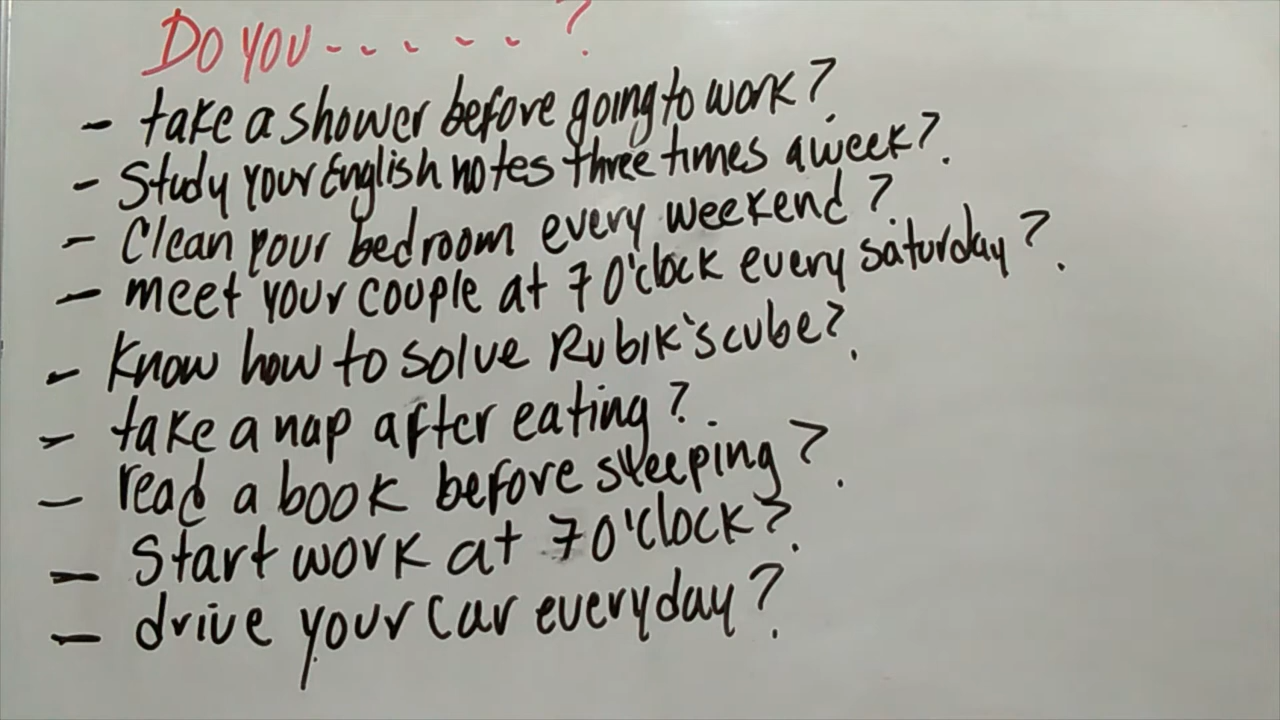 Do you - - - - - ?
- take a shower before going to work?
- Study your English notes three times a week?
- Clean your bedroom every weekend?
- meet your couple at 7 o'clock every saturday?
- Know how to solve Rubik's cube?
- take a nap after eating?
- read a book before sleeping?
- Start work at 7 o'clock?
- drive your car everyday?